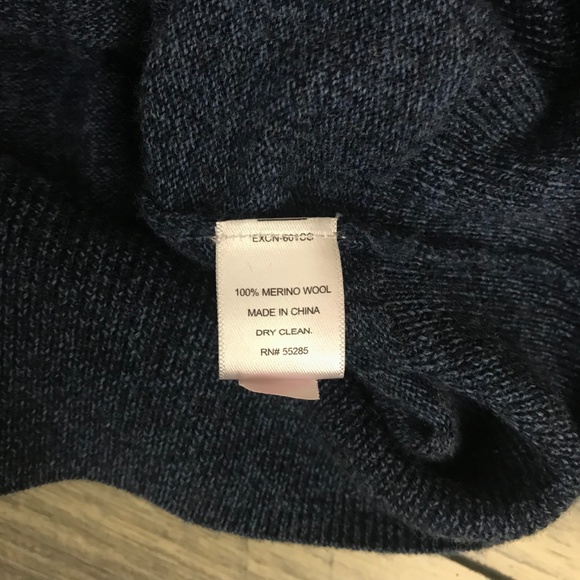 100% MERINO WOOL
MADE IN CHINA
DRY CLEAN.
RN# 55285